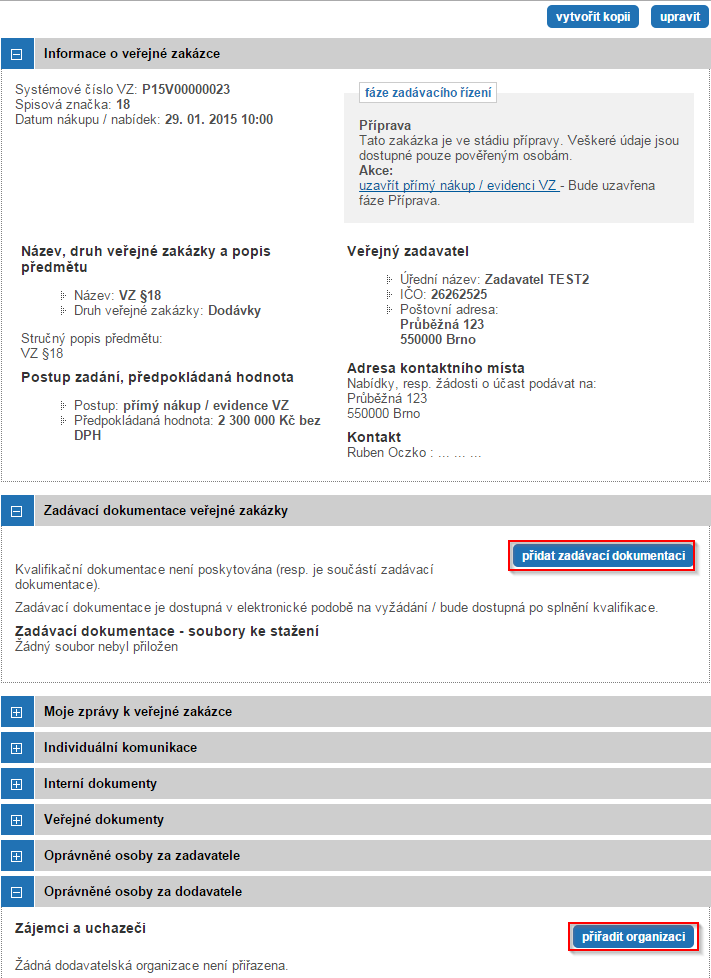 vytvořit kopii
upravit
Informace o veřejné zakázce
Systémové číslo VZ: P15V00000023
Spisová značka: 18
Datum nákupu / nabídek: 29. 01. 2015 10:00
fáze zadávacího řízení
Příprava
Tato zakázka je ve stádiu přípravy. Veškeré údaje jsou
dostupné pouze pověřeným osobám.
Akce:
uzavřít přímý nákup / evidenci VZ - Bude uzavřena
fáze Příprava.
Název, druh veřejné zakázky a popis
předmětu
Název: VZ §18
Druh veřejné zakázky: Dodávky
Stručný popis předmětu:
VZ §18
Postup zadání, předpokládaná hodnota
Postup: přímý nákup / evidence VZ
Předpokládaná hodnota: 2 300 000 Kč bez
DPH
Veřejný zadavatel
Úřední název: Zadavatel TEST2
IČO: 26262525
Poštovní adresa:
Průběžná 123
550000 Brno
Adresa kontaktního místa
Nabídky, resp. žádosti o účast podávat na:
Průběžná 123
550000 Brno
Kontakt
Ruben Oczko : ... ... ...
Zadávací dokumentace veřejné zakázky
přidat zadávací dokumentaci
Kvalifikační dokumentace není poskytována (resp. je součástí zadávací
dokumentace).
Zadávací dokumentace je dostupná v elektronické podobě na vyžádání / bude dostupná po splnění kvalifikace.
Zadávací dokumentace - soubory ke stažení
Žádný soubor nebyl přiložen
Moje zprávy k veřejné zakázce
Individuální komunikace
Interní dokumenty
Veřejné dokumenty
Oprávněné osoby za zadavatele
Oprávněné osoby za dodavatele
Zájemci a uchazeči
přiřadit organizaci
Žádná dodavatelská organizace není přiřazena.